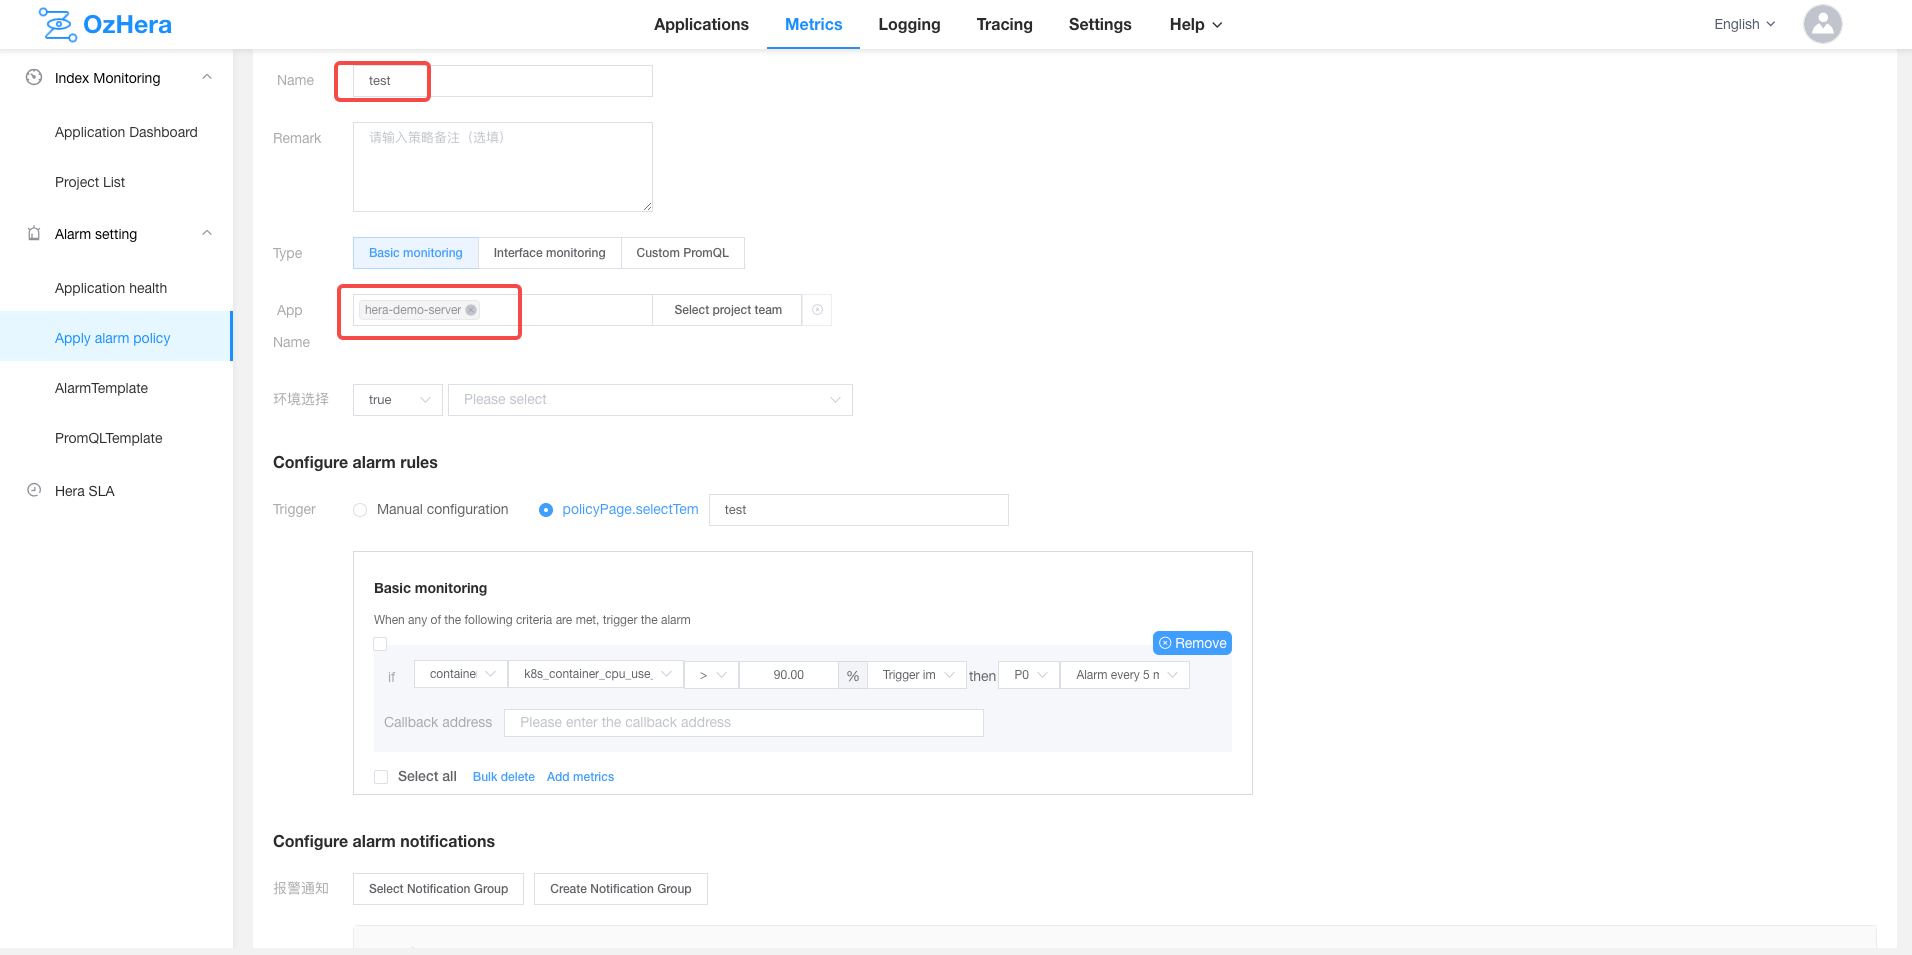 OzHera
Applications Metrics Logging Tracing Settings Help
English
Index Monitoring
Application Dashboard
Project List
Alarm setting
Application health
Apply alarm policy
AlarmTemplate
PromQLTemplate
Hera SLA
Name test
Remark 请输入策略备注（选填）
Type Basic monitoring Interface monitoring Custom PromQL
App hera-demo-server Select project team
Name
环境选择 true Please select
Configure alarm rules
Trigger Manual configuration policyPage.selectTem test
Basic monitoring
When any of the following criteria are met, trigger the alarm
Remove
if container k8s_container_cpu_use_ > 90.00 % Trigger im then P0 Alarm every 5 m
Callback address Please enter the callback address
Select all Bulk delete Add metrics
Configure alarm notifications
报警通知 Select Notification Group Create Notification Group